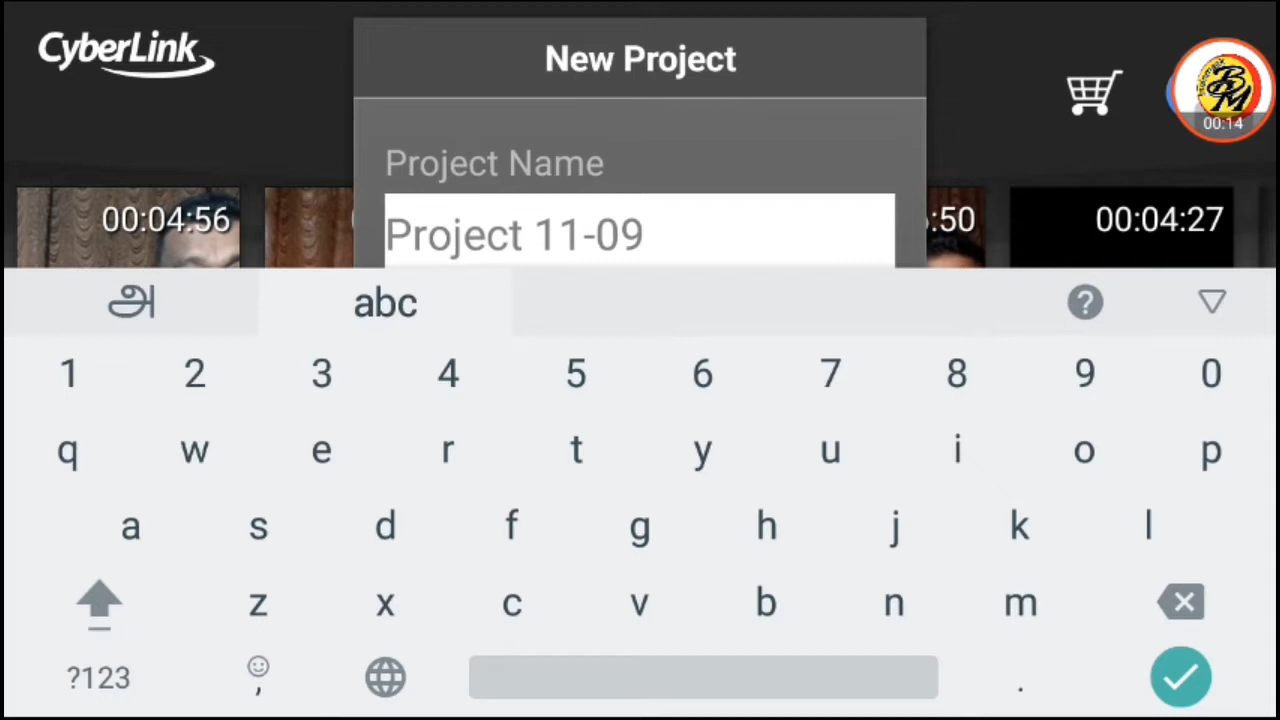 CyberLink
New Project
BM
00:14
Project Name
00:04:56
:50
00:04:27
Project 11-09
அ
abc
?
1 2 3 4 5 6 7 8 9 0
q w e r t y u i o p
a s d f g h j k l
z x c v b n m
?123 , .